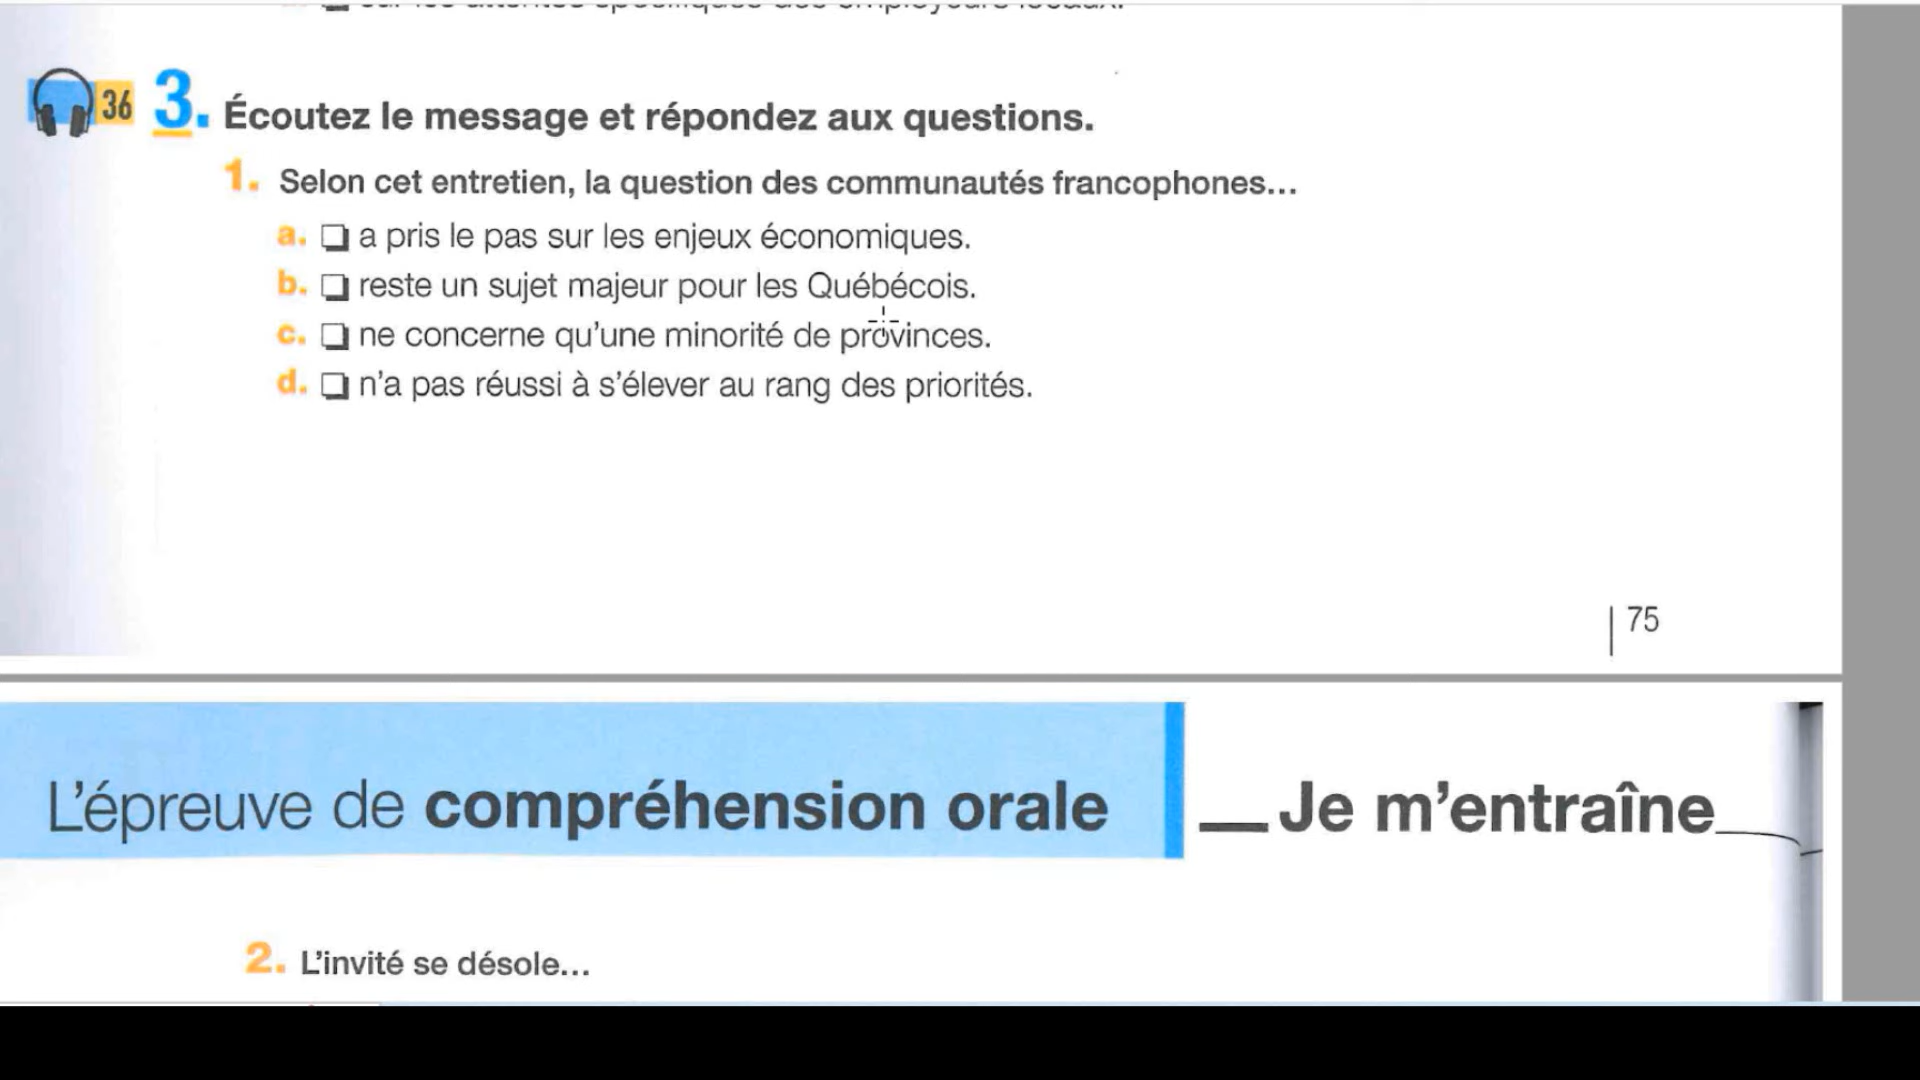 36 3. Écoutez le message et répondez aux questions.
1. Selon cet entretien, la question des communautés francophones...
a. ❏ a pris le pas sur les enjeux économiques.
b. ❏ reste un sujet majeur pour les Québécois.
c. ❏ ne concerne qu'une minorité de provinces.
d. ❏ n'a pas réussi à s'élever au rang des priorités.
75
L'épreuve de compréhension orale Je m'entraîne
2. L'invité se désole...